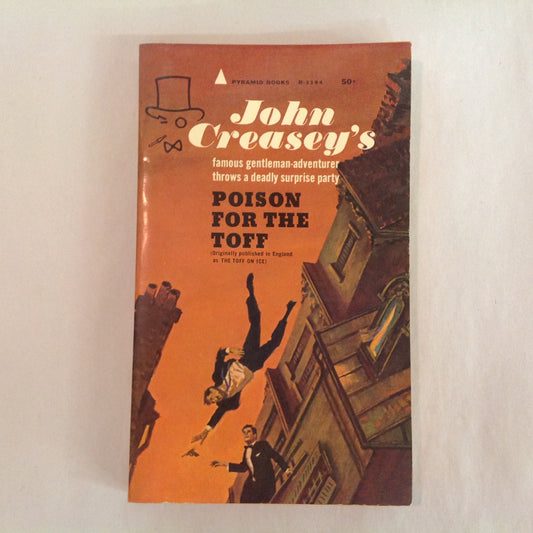 PYRAMID BOOKS R-1194 50¢
John
Creasey's
famous gentleman-adventurer
throws a deadly surprise party
POISON
FOR THE
TOFF
(Originally published in England
as THE TOFF ON ICE)